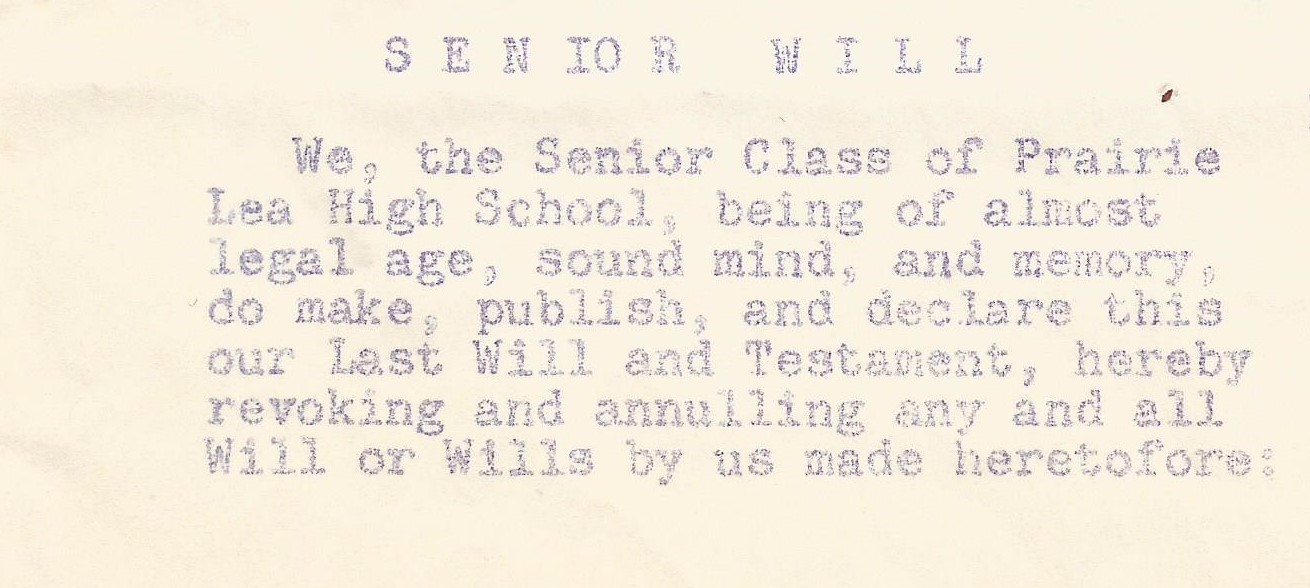 S E N IO R   W I L L
We, the Senior Class of Prairie
Lea High School, being of almost
legal age, sound mind, and memory,
do make, publish, and declare this
our Last Will and Testament, hereby
revoking and annulling any and all
Will or Wills by us made heretofore: